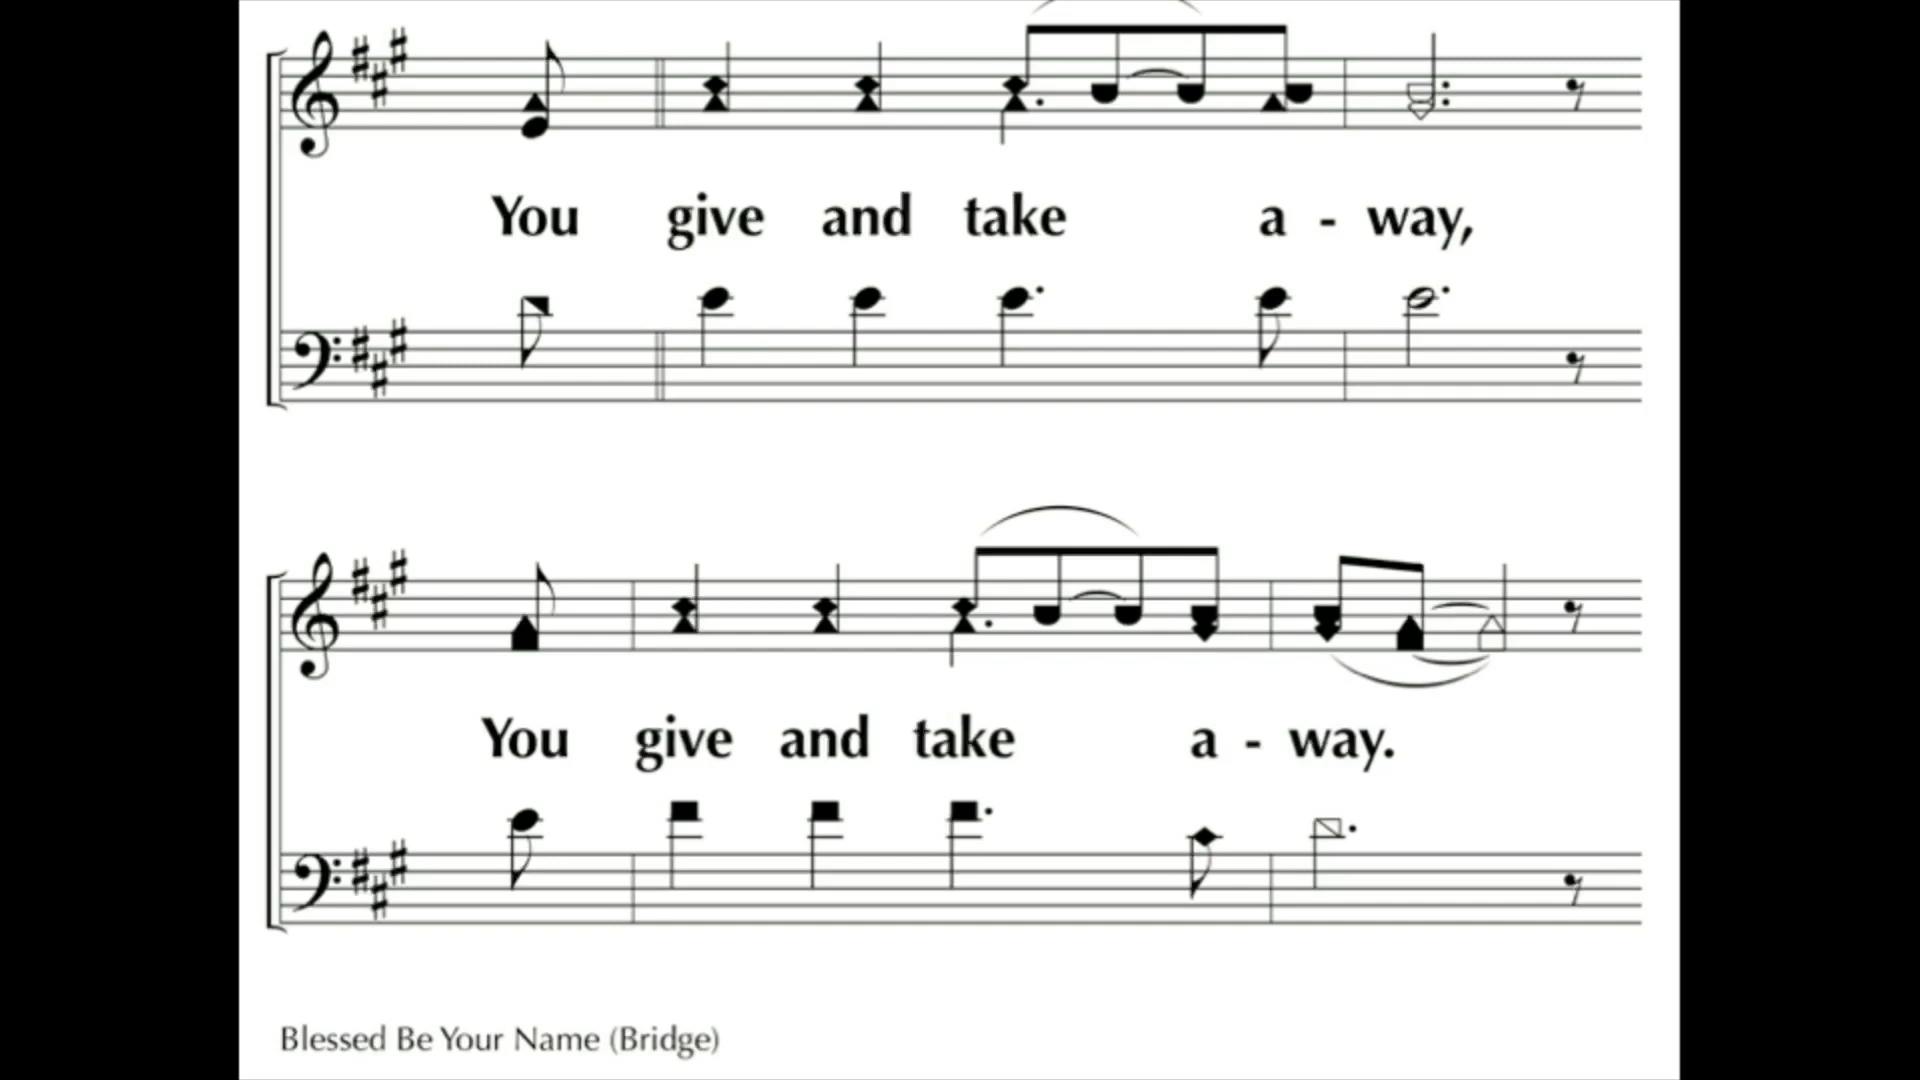 You give and take a - way,
You give and take a - way.
Blessed Be Your Name (Bridge)